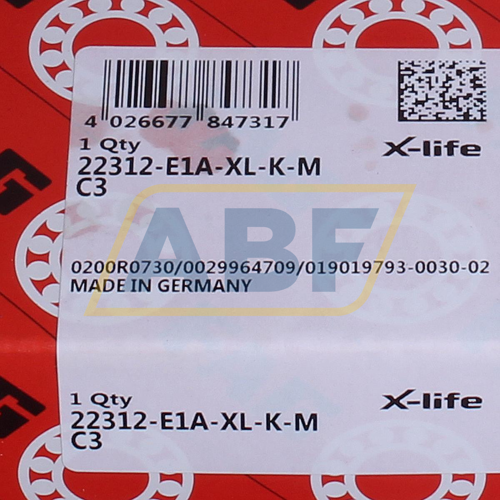 4 026677 847317
1 Qty
X-life
22312-E1A-XL-K-M
C3
ABF
0200R0730/0029964709/019019793-0030-02
MADE IN GERMANY
1 Qty
X-life
22312-E1A-XL-K-M
C3
G